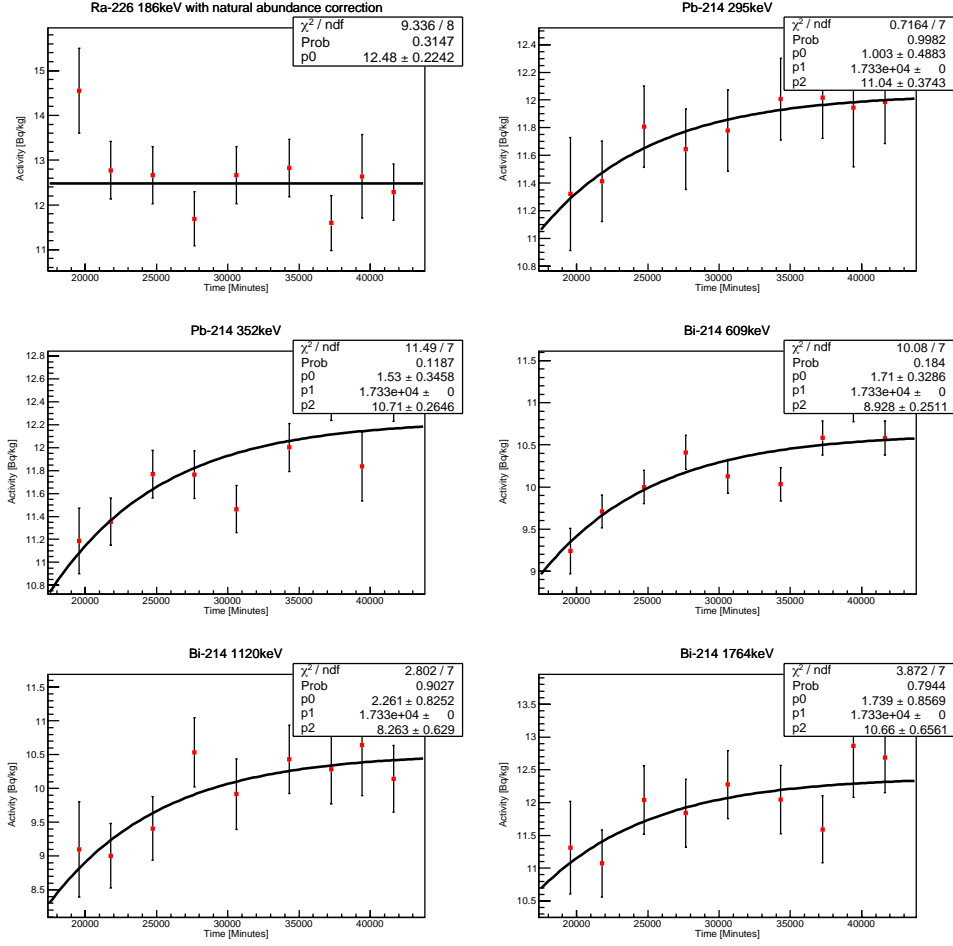 Ra-226 186keV with natural abundance correction
χ² / ndf 9.336 / 8
Prob 0.3147
p0 12.48 ± 0.2242
15
14
13
12
11
Activity [Bq/kg]
20000 25000 30000 35000 40000
Time [Minutes]
Pb-214 295keV
χ² / ndf 0.7164 / 7
Prob 0.9982
p0 1.003 ± 0.4883
p1 1.733e+04 ± 0
p2 11.04 ± 0.3743
12.4
12.2
12
11.8
11.6
11.4
11.2
11
10.8
Activity [Bq/kg]
20000 25000 30000 35000 40000
Time [Minutes]
Pb-214 352keV
χ² / ndf 11.49 / 7
Prob 0.1187
p0 1.53 ± 0.3458
p1 1.733e+04 ± 0
p2 10.71 ± 0.2646
12.8
12.6
12.4
12.2
12
11.8
11.6
11.4
11.2
11
10.8
Activity [Bq/kg]
20000 25000 30000 35000 40000
Time [Minutes]
Bi-214 609keV
χ² / ndf 10.08 / 7
Prob 0.184
p0 1.71 ± 0.3286
p1 1.733e+04 ± 0
p2 8.928 ± 0.2511
11.5
11
10.5
10
9.5
9
Activity [Bq/kg]
20000 25000 30000 35000 40000
Time [Minutes]
Bi-214 1120keV
χ² / ndf 2.802 / 7
Prob 0.9027
p0 2.261 ± 0.8252
p1 1.733e+04 ± 0
p2 8.263 ± 0.629
11.5
11
10.5
10
9.5
9
8.5
Activity [Bq/kg]
20000 25000 30000 35000 40000
Time [Minutes]
Bi-214 1764keV
χ² / ndf 3.872 / 7
Prob 0.7944
p0 1.739 ± 0.8569
p1 1.733e+04 ± 0
p2 10.66 ± 0.6561
13.5
13
12.5
12
11.5
11
10.5
Activity [Bq/kg]
20000 25000 30000 35000 40000
Time [Minutes]